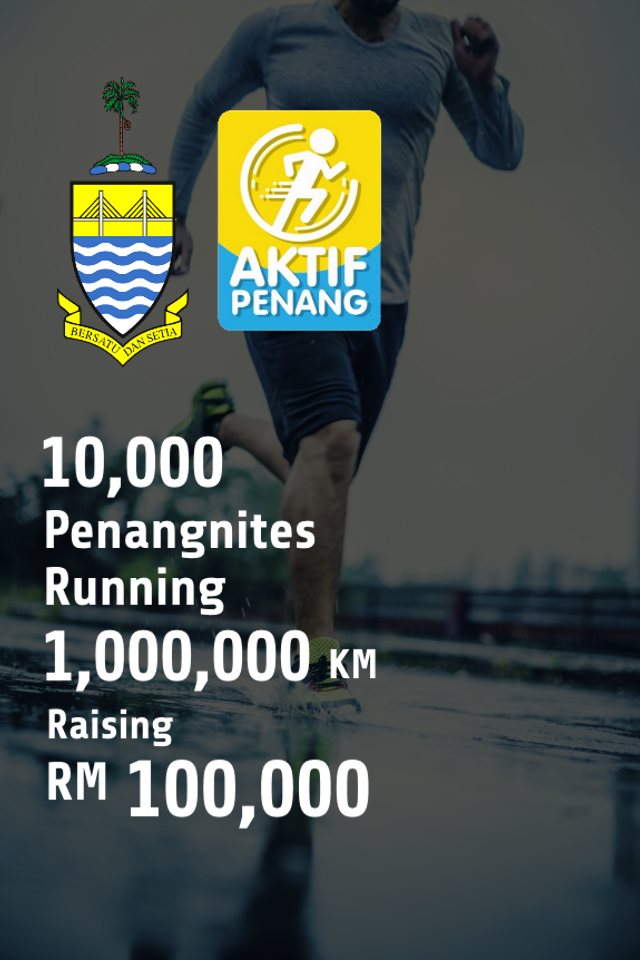 BERSATU DAN SETIA
AKTIF
PENANG
10,000
Penangnites
Running
1,000,000 KM
Raising
RM 100,000